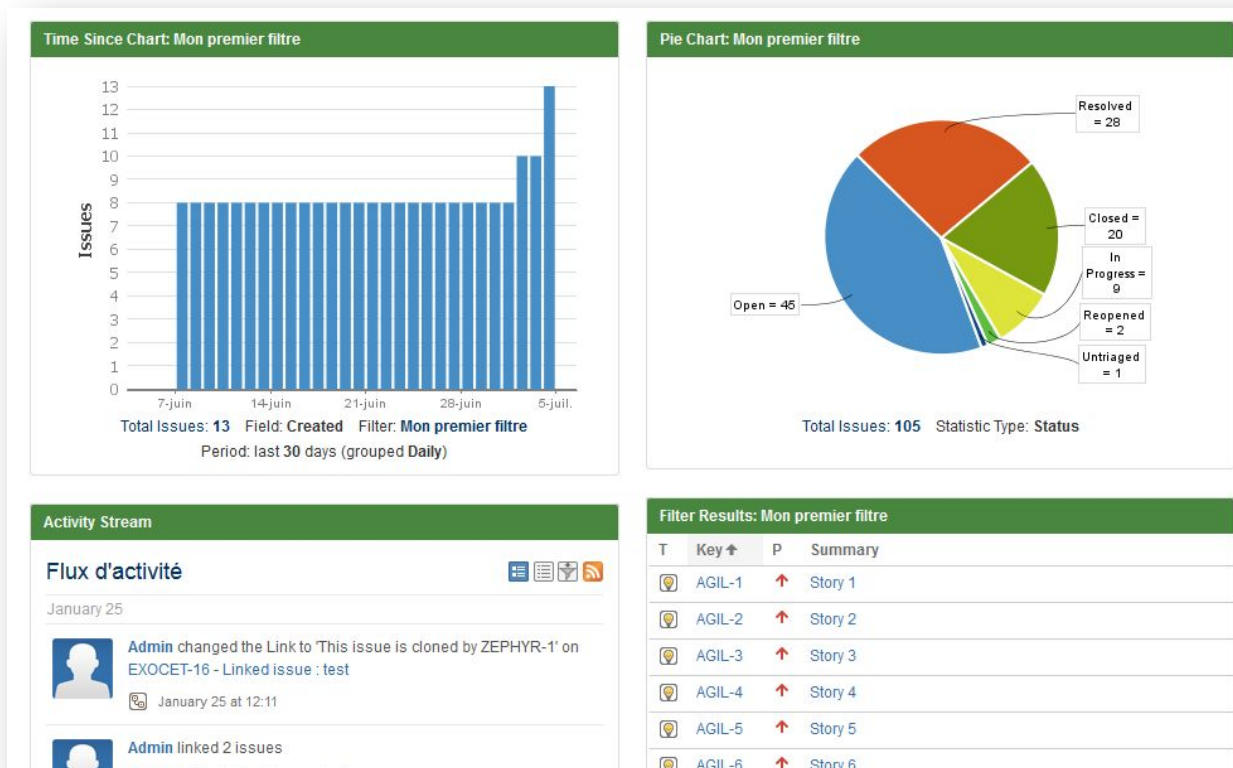 Time Since Chart: Mon premier filtre
13
12
11
10
9
8
7
6
5
4
3
2
1
0
Issues
7-juin 14-juin 21-juin 28-juin 5-juil.
Total Issues: 13 Field: Created Filter: Mon premier filtre
Period: last 30 days (grouped Daily)
Pie Chart: Mon premier filtre
Resolved
= 28
Closed =
20
In
Progress =
9
Reopened
= 2
Untriaged
= 1
Open = 45
Total Issues: 105 Statistic Type: Status
Activity Stream
Flux d'activité
January 25
Admin changed the Link to 'This issue is cloned by ZEPHYR-1' on
EXOCET-16 - Linked issue : test
January 25 at 12:11
Admin linked 2 issues
Filter Results: Mon premier filtre
T Key P Summary
AGIL-1 Story 1
AGIL-2 Story 2
AGIL-3 Story 3
AGIL-4 Story 4
AGIL-5 Story 5
AGIL-6 Story 6